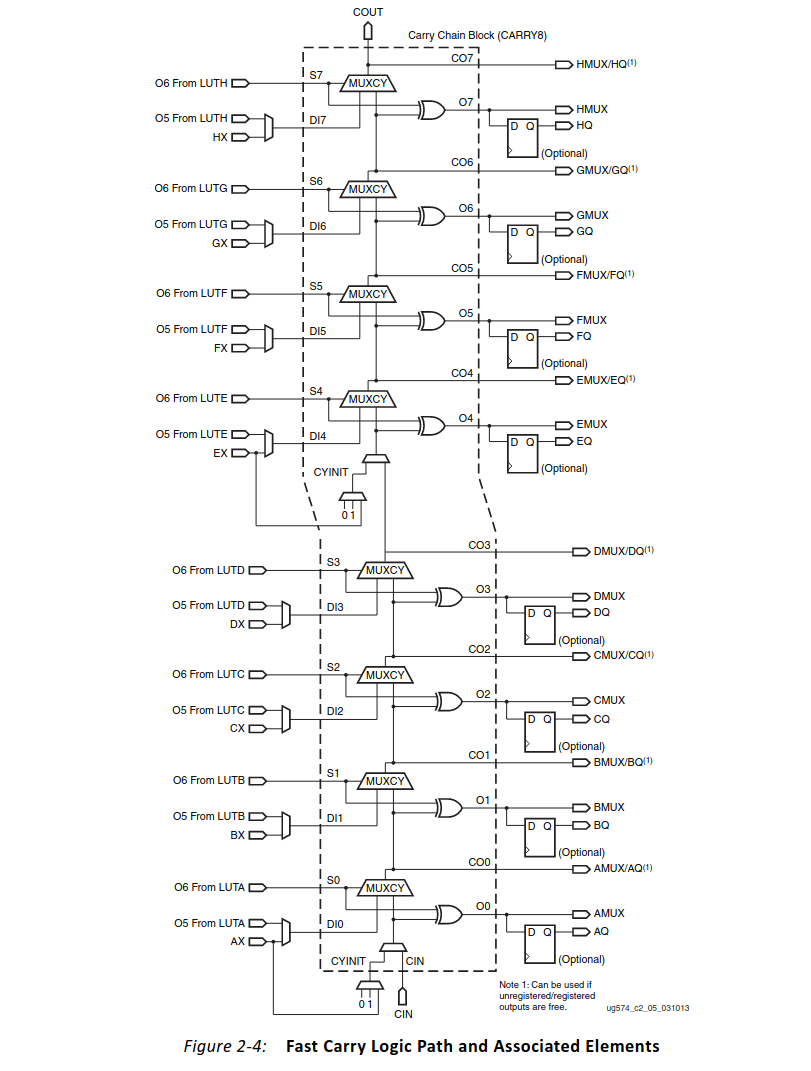 COUT
Carry Chain Block (CARRY8)
CO7
HMUX/HQ(1)
O6 From LUTH
S7
MUXCY
O7
HMUX
O5 From LUTH
DI7
D Q
HQ
HX
(Optional)
CO6
GMUX/GQ(1)
O6 From LUTG
S6
MUXCY
O6
GMUX
O5 From LUTG
DI6
D Q
GQ
GX
(Optional)
CO5
FMUX/FQ(1)
O6 From LUTF
S5
MUXCY
O5
FMUX
O5 From LUTF
DI5
D Q
FQ
FX
(Optional)
CO4
EMUX/EQ(1)
O6 From LUTE
S4
MUXCY
O4
EMUX
O5 From LUTE
DI4
D Q
EQ
EX
(Optional)
CYINIT
0 1
CO3
DMUX/DQ(1)
O6 From LUTD
S3
MUXCY
O3
DMUX
O5 From LUTD
DI3
D Q
DQ
DX
(Optional)
CO2
CMUX/CQ(1)
O6 From LUTC
S2
MUXCY
O2
CMUX
O5 From LUTC
DI2
D Q
CQ
CX
(Optional)
CO1
BMUX/BQ(1)
O6 From LUTB
S1
MUXCY
O1
BMUX
O5 From LUTB
DI1
D Q
BQ
BX
(Optional)
CO0
AMUX/AQ(1)
O6 From LUTA
S0
MUXCY
O0
AMUX
O5 From LUTA
DI0
D Q
AQ
AX
(Optional)
CYINIT
CIN
0 1
CIN
Note 1: Can be used if
unregistered/registered
outputs are free.
ug574_c2_05_031013
Figure 2-4: Fast Carry Logic Path and Associated Elements